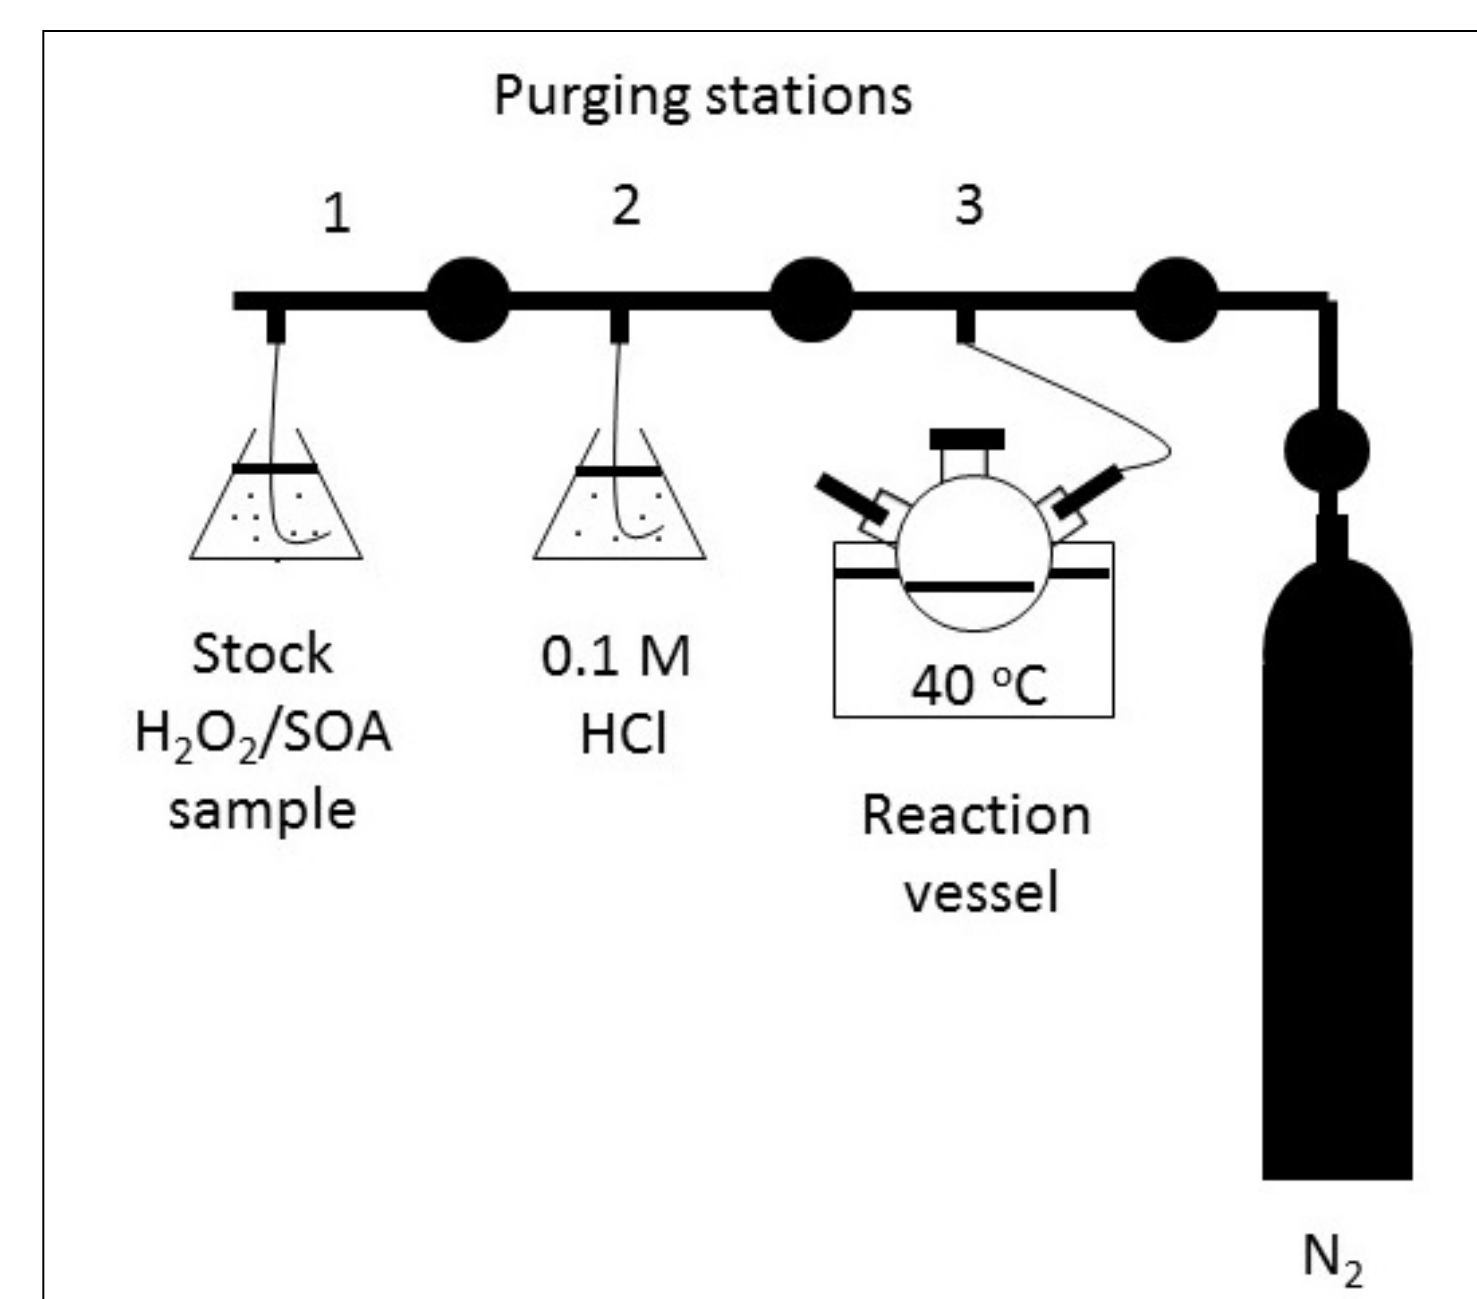 Purging stations
1 2 3
Stock
H₂O₂/SOA
sample
0.1 M
HCl
40 °C
Reaction
vessel
N₂